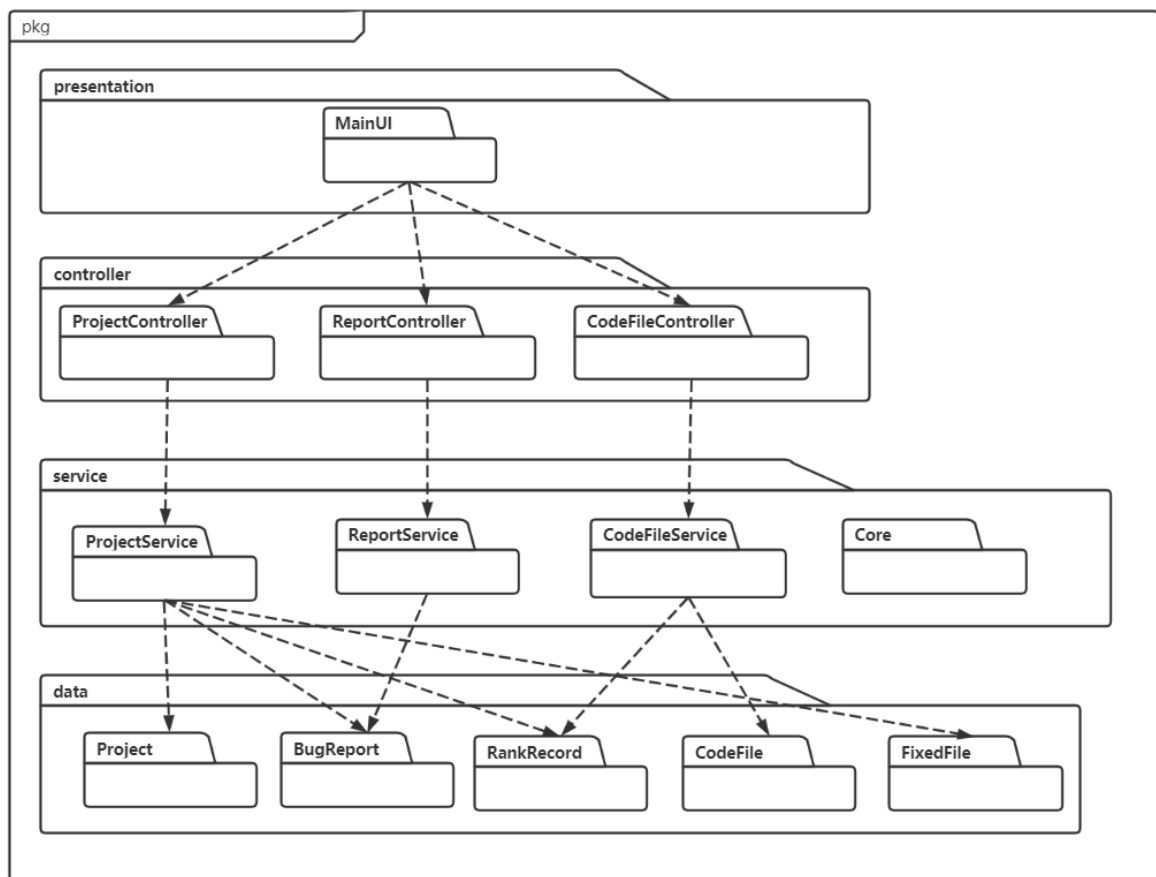 pkg
presentation
MainUI
controller
ProjectController
ReportController
CodeFileController
service
ProjectService
ReportService
CodeFileService
Core
data
Project
BugReport
RankRecord
CodeFile
FixedFile